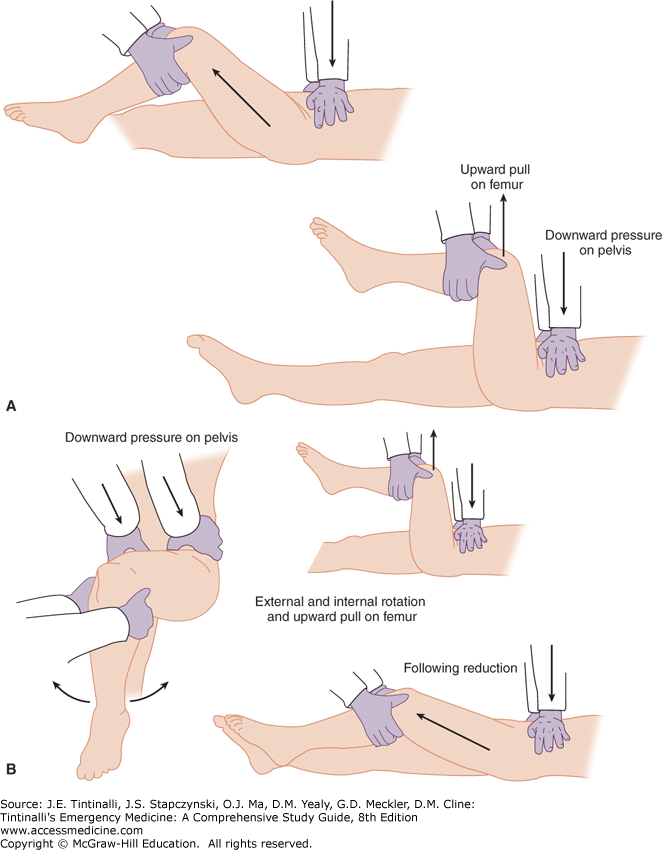 Upward pull
on femur
Downward pressure
on pelvis
A
Downward pressure on pelvis
External and internal rotation
and upward pull on femur
Following reduction
B
Source: J.E. Tintinalli, J.S. Stapczynski, O.J. Ma, D.M. Yealy, G.D. Meckler, D.M. Cline:
Tintinalli's Emergency Medicine: A Comprehensive Study Guide, 8th Edition
www.accessmedicine.com
Copyright © McGraw-Hill Education.  All rights reserved.